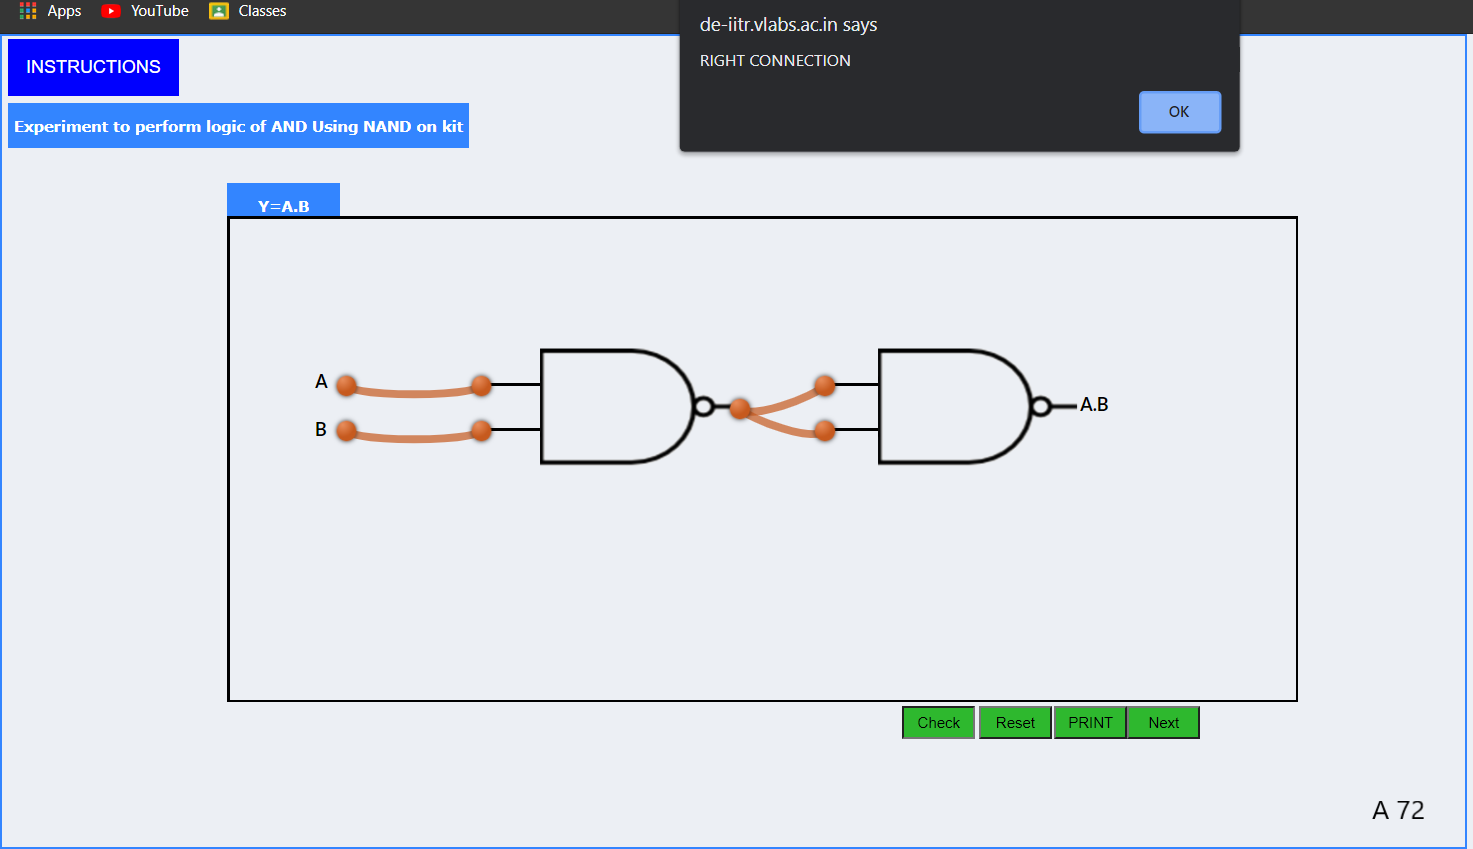 Apps YouTube Classes
de-iitr.vlabs.ac.in says
RIGHT CONNECTION
OK
INSTRUCTIONS
Experiment to perform logic of AND Using NAND on kit
Y=A.B
A
B
A.B
Check Reset PRINT Next
A 72